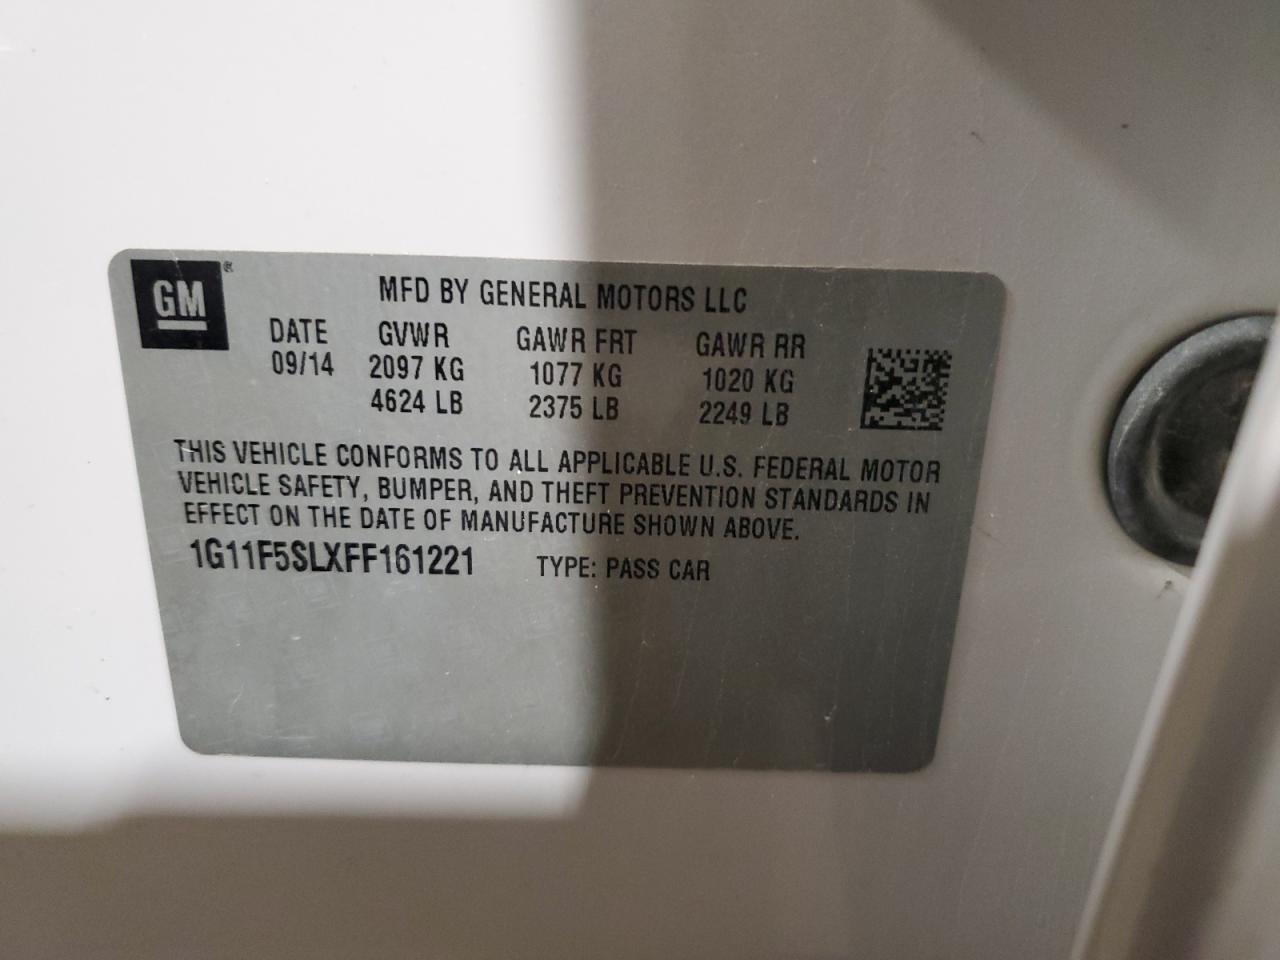 GM ®
MFD BY GENERAL MOTORS LLC
DATE GVWR GAWR FRT GAWR RR
09/14 2097 KG 1077 KG 1020 KG
4624 LB 2375 LB 2249 LB
THIS VEHICLE CONFORMS TO ALL APPLICABLE U.S. FEDERAL MOTOR
VEHICLE SAFETY, BUMPER, AND THEFT PREVENTION STANDARDS IN
EFFECT ON THE DATE OF MANUFACTURE SHOWN ABOVE.
1G11F5SLXFF161221 TYPE: PASS CAR